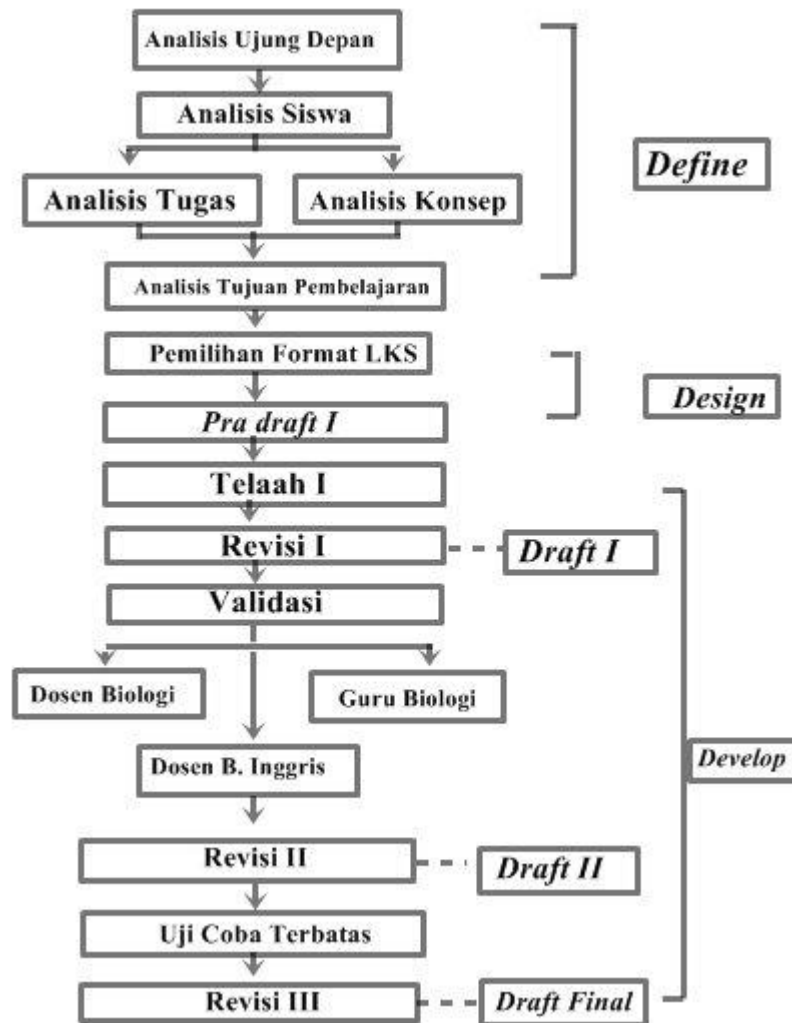 Analisis Ujung Depan
Analisis Siswa
Define
Analisis Tugas
Analisis Konsep
Analisis Tujuan Pembelajaran
Pemilihan Format LKS
Design
Pra draft I
Telaah I
Revisi I
Draft I
Validasi
Dosen Biologi
Guru Biologi
Dosen B. Inggris
Develop
Revisi II
Draft II
Uji Coba Terbatas
Revisi III
Draft Final